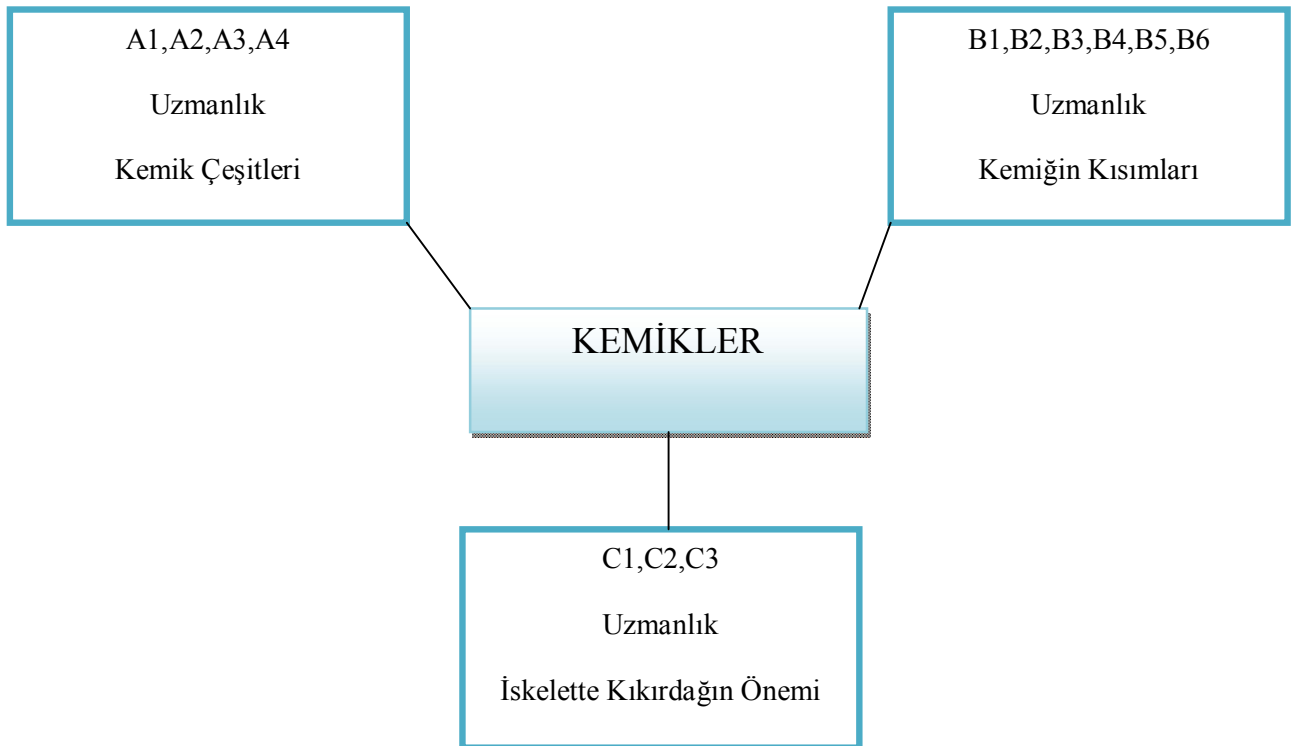 A1,A2,A3,A4
Uzmanlık
Kemik Çeşitleri
B1,B2,B3,B4,B5,B6
Uzmanlık
Kemiğin Kısımları
KEMİKLER
C1,C2,C3
Uzmanlık
İskelette Kıkırdağın Önemi